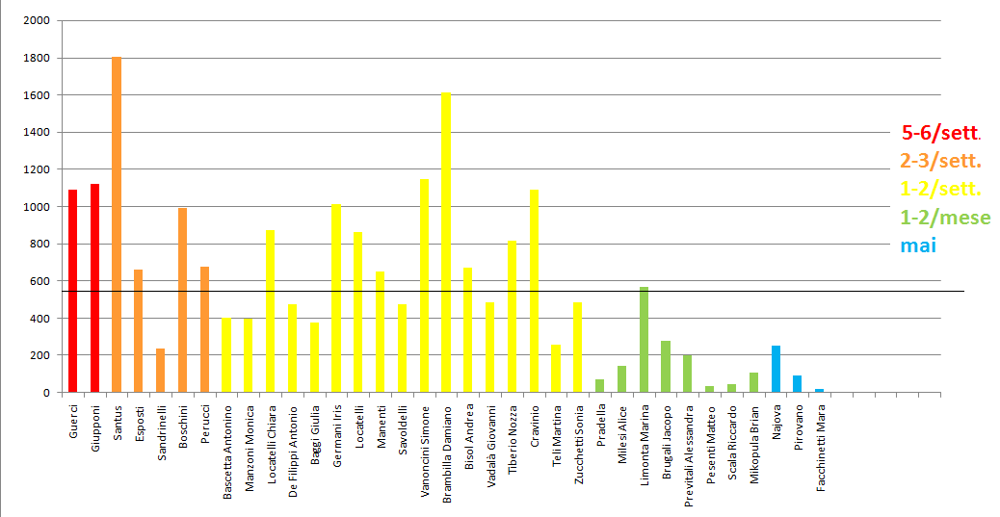 2000
1800
1600
1400
1200
1000
800
600
400
200
0
5-6/sett.
2-3/sett.
1-2/sett.
1-2/mese
mai
Guerci
Giupponi
Santus
Esposti
Sandrinelli
Boschini
Perucci
Bascetta Antonino
Manzoni Monica
Locatelli Chiara
De Filippi Antonio
Baggi Giulia
Germani Iris
Locatelli
Manenti
Savoldelli
Vanoncini Simone
Brambilla Damiano
Bisol Andrea
Vadalà Giovanni
Tiberio Nozza
Cravinio
Teli Martina
Zucchetti Sonia
Pradella
Milesi Alice
Limonta Marina
Brugali Jacopo
Previtali Alessandra
Pesenti Matteo
Scala Riccardo
Mikopula Brian
Najova
Pirovano
Facchinetti Mara